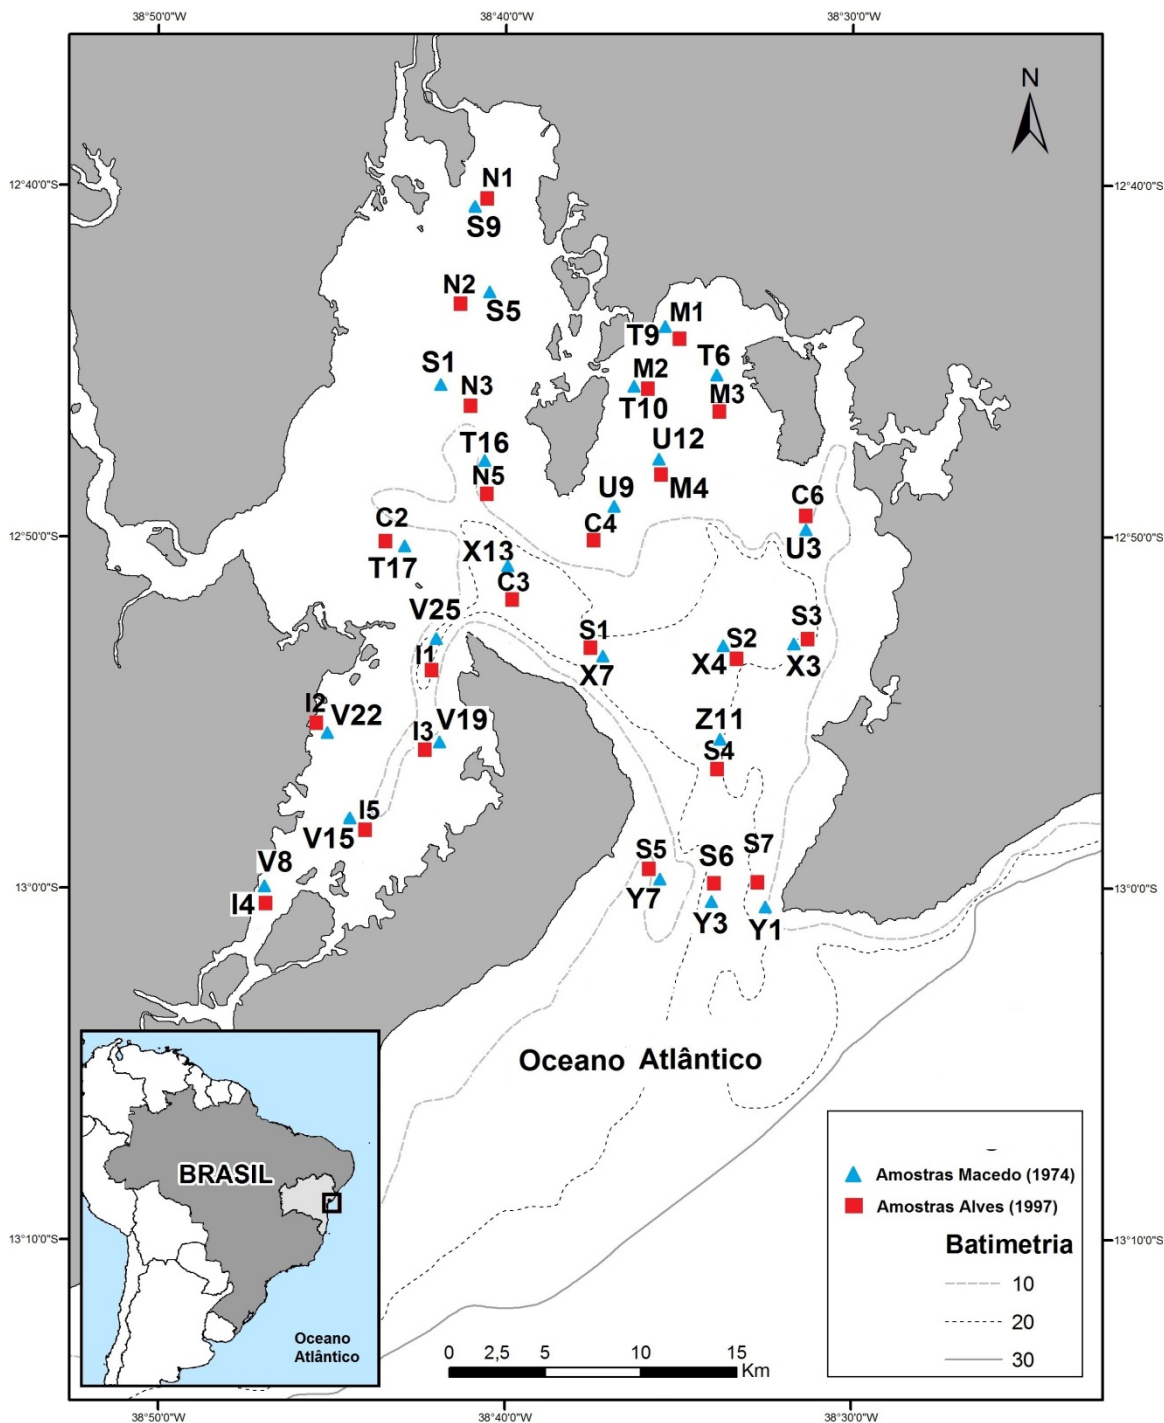 38°50'0"W
38°40'0"W
38°30'0"W
N
12°40'0"S
12°40'0"S
N1
S9
N2
S5
M1
T9
T6
S1
N3
M2
M3
T10
T16
U12
N5
M4
U9
C6
C2
C4
12°50'0"S
12°50'0"S
X13
U3
T17
C3
V25
S1
S2
S3
I1
X7
X4
X3
I2
V22
I3
V19
Z11
S4
I5
V15
S5
S6
S7
V8
13°0'0"S
13°0'0"S
I4
Y7
Y3
Y1
Oceano Atlântico
BRASIL
Oceano
Atlântico
Amostras Macedo (1974)
Amostras Alves (1997)
Batimetria
10
20
30
13°10'0"S
13°10'0"S
0 2,5 5 10 15
Km
38°50'0"W
38°40'0"W
38°30'0"W